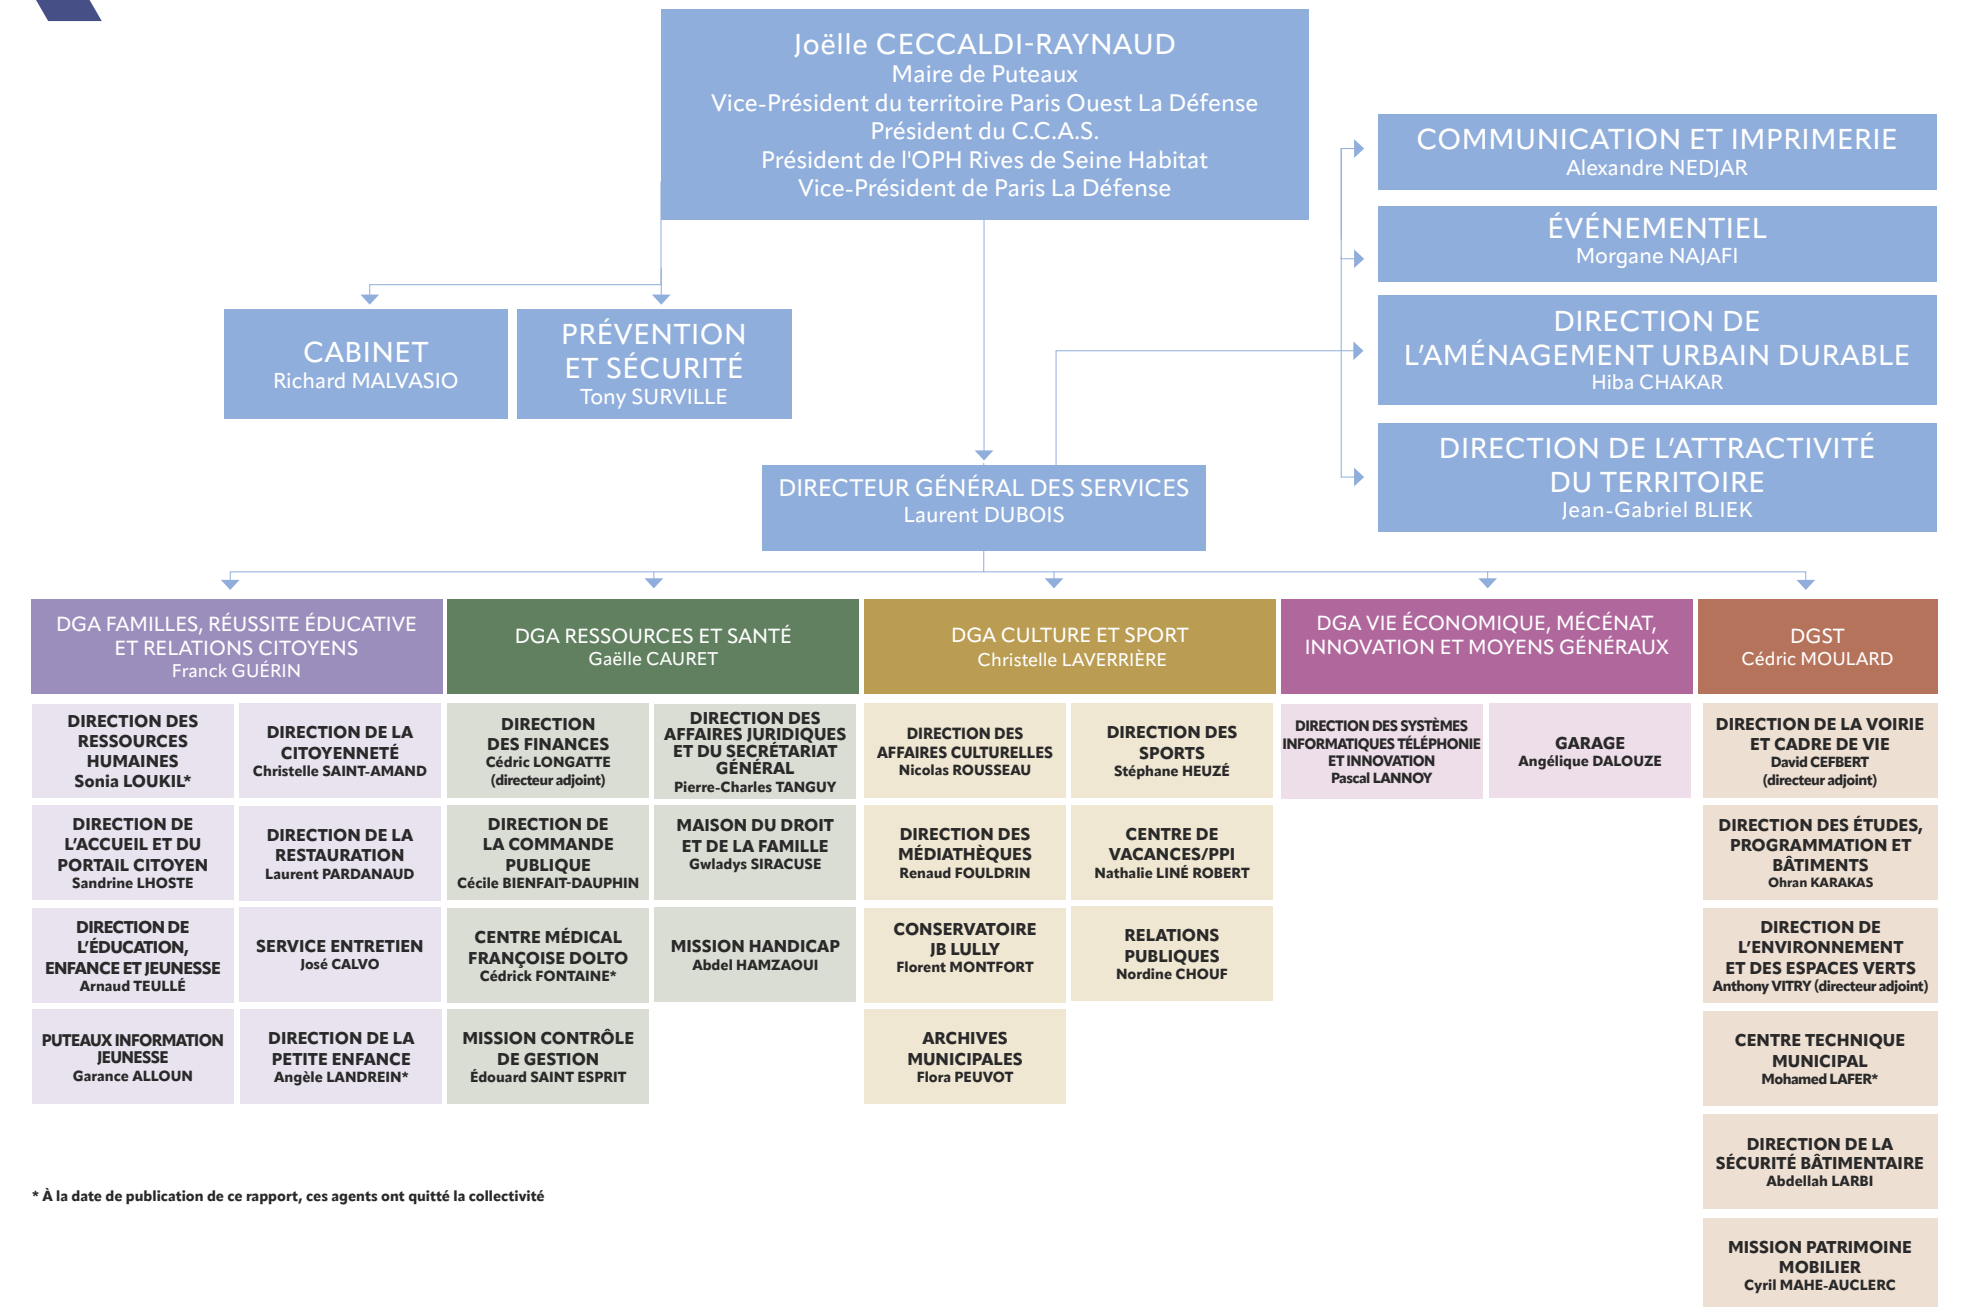 Joëlle CECCALDI-RAYNAUD
Maire de Puteaux
Vice-Président du territoire Paris Ouest La Défense
Président du C.C.A.S.
Président de l'OPH Rives de Seine Habitat
Vice-Président de Paris La Défense
COMMUNICATION ET IMPRIMERIE
Alexandre NEDJAR
ÉVÉNEMENTIEL
Morgane NAJAFI
DIRECTION DE
L’AMÉNAGEMENT URBAIN DURABLE
Hiba CHAKAR
DIRECTION DE L’ATTRACTIVITÉ
DU TERRITOIRE
Jean-Gabriel BLIEK
CABINET
Richard MALVASIO
PRÉVENTION
ET SÉCURITÉ
Tony SURVILLE
DIRECTEUR GÉNÉRAL DES SERVICES
Laurent DUBOIS
DGA FAMILLES, RÉUSSITE ÉDUCATIVE
ET RELATIONS CITOYENS
Franck GUÉRIN
DIRECTION DES
RESSOURCES
HUMAINES
Sonia LOUKIL*
DIRECTION DE LA
CITOYENNETÉ
Christelle SAINT-AMAND
DIRECTION DE
L’ACCUEIL ET DU
PORTAIL CITOYEN
Sandrine LHOSTE
DIRECTION DE LA
RESTAURATION
Laurent PARDANAUD
DIRECTION DE
L’ÉDUCATION,
ENFANCE ET JEUNESSE
Arnaud TEULLÉ
SERVICE ENTRETIEN
José CALVO
PUTEAUX INFORMATION
JEUNESSE
Garance ALLOUN
DIRECTION DE LA
PETITE ENFANCE
Angèle LANDREIN*
DGA RESSOURCES ET SANTÉ
Gaëlle CAURET
DIRECTION
DES FINANCES
Cédric LONGATTE
(directeur adjoint)
DIRECTION DES
AFFAIRES JURIDIQUES
ET DU SECRÉTARIAT
GÉNÉRAL
Pierre-Charles TANGUY
DIRECTION DE
LA COMMANDE
PUBLIQUE
Cécile BIENFAIT-DAUPHIN
MAISON DU DROIT
ET DE LA FAMILLE
Gwladys SIRACUSE
CENTRE MÉDICAL
FRANÇOISE DOLTO
Cédrick FONTAINE*
MISSION HANDICAP
Abdel HAMZAOUI
MISSION CONTRÔLE
DE GESTION
Édouard SAINT ESPRIT
DGA CULTURE ET SPORT
Christelle LAVERRIÈRE
DIRECTION DES
AFFAIRES CULTURELLES
Nicolas ROUSSEAU
DIRECTION DES
SPORTS
Stéphane HEUZÉ
DIRECTION DES
MÉDIATHÈQUES
Renaud FOULDRIN
CENTRE DE
VACANCES/PPI
Nathalie LINÉ ROBERT
CONSERVATOIRE
JB LULLY
Florent MONTFORT
RELATIONS
PUBLIQUES
Nordine CHOUF
ARCHIVES
MUNICIPALES
Flora PEUVOT
DGA VIE ÉCONOMIQUE, MÉCÉNAT,
INNOVATION ET MOYENS GÉNÉRAUX
DIRECTION DES SYSTÈMES
INFORMATIQUES TÉLÉPHONIE
ET INNOVATION
Pascal LANNOY
GARAGE
Angélique DALOUZE
DGST
Cédric MOULARD
DIRECTION DE LA VOIRIE
ET CADRE DE VIE
David CEFBERT
(directeur adjoint)
DIRECTION DES ÉTUDES,
PROGRAMMATION ET
BÂTIMENTS
Ohran KARAKAS
DIRECTION DE
L’ENVIRONNEMENT
ET DES ESPACES VERTS
Anthony VITRY (directeur adjoint)
CENTRE TECHNIQUE
MUNICIPAL
Mohamed LAFER*
DIRECTION DE LA
SÉCURITÉ BÂTIMENTAIRE
Abdellah LARBI
MISSION PATRIMOINE
MOBILIER
Cyril MAHE-AUCLERC
* À la date de publication de ce rapport, ces agents ont quitté la collectivité